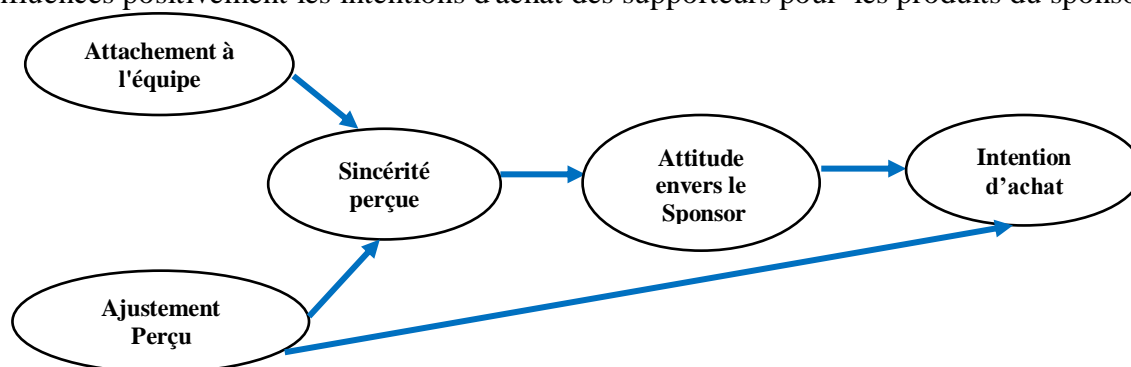 nfluences positivement les intentions d'achat des supporteurs pour les produits du sponso
Attachement à
l'équipe
Sincérité
perçue
Attitude
envers le
Sponsor
Intention
d’achat
Ajustement
Perçu